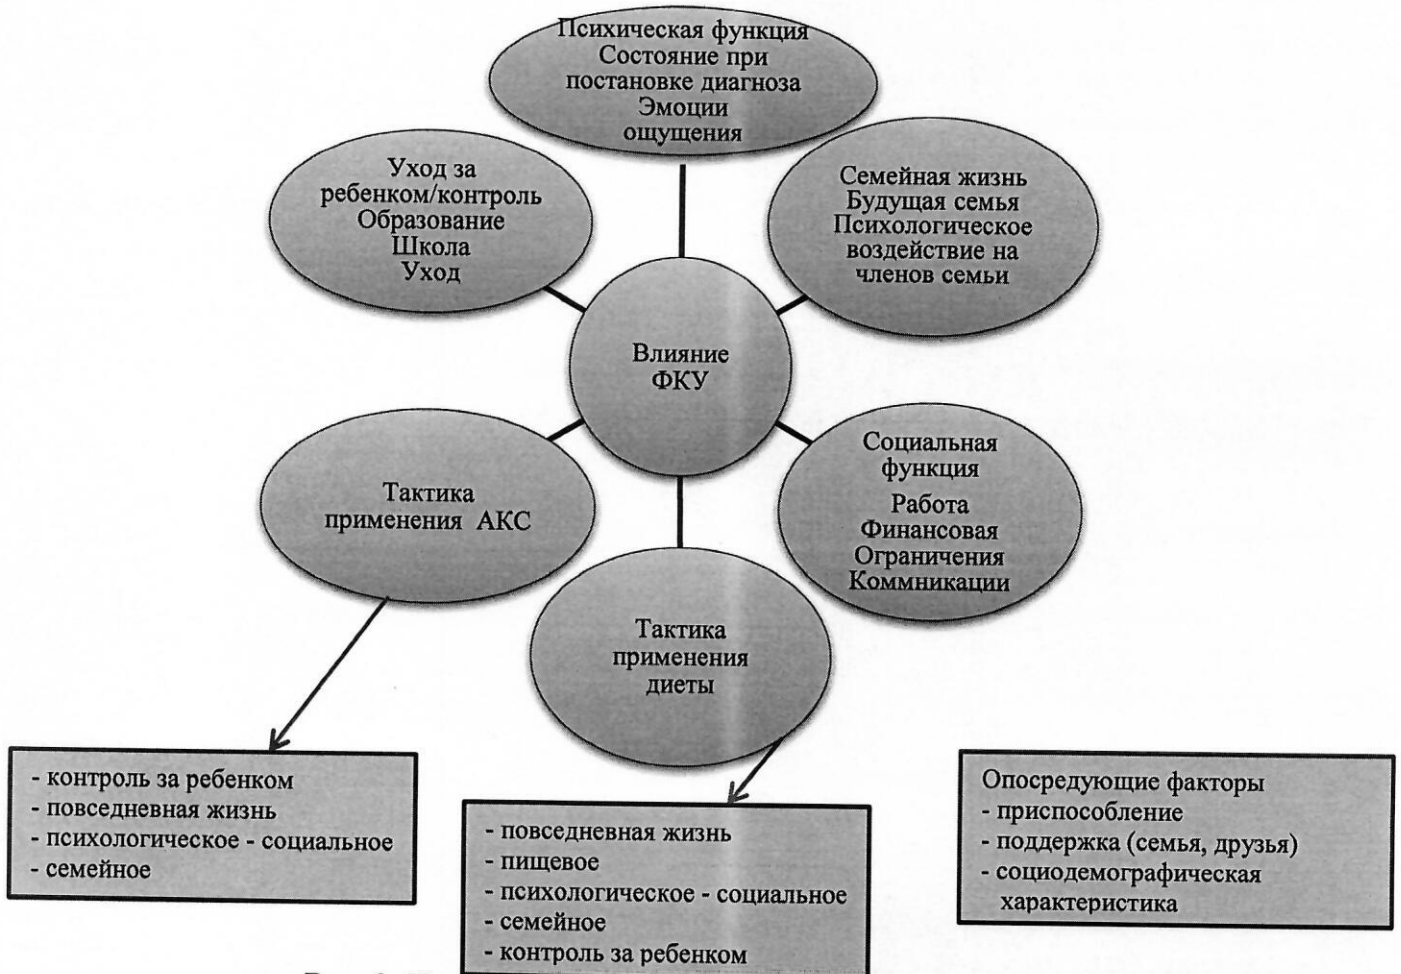 Психическая функция
Состояние при
постановке диагноза
Эмоции
ощущения
Уход за
ребенком/контроль
Образование
Школа
Уход
Семейная жизнь
Будущая семья
Психологическое
воздействие на
членов семьи
Влияние
ФКУ
Тактика
применения АКС
Социальная
функция
Работа
Финансовая
Ограничения
Коммникации
Тактика
применения
диеты
- контроль за ребенком
- повседневная жизнь
- психологическое - социальное
- семейное
- повседневная жизнь
- пищевое
- психологическое - социальное
- семейное
- контроль за ребенком
Опосредующие факторы
- приспособление
- поддержка (семья, друзья)
- социодемографическая
характеристика